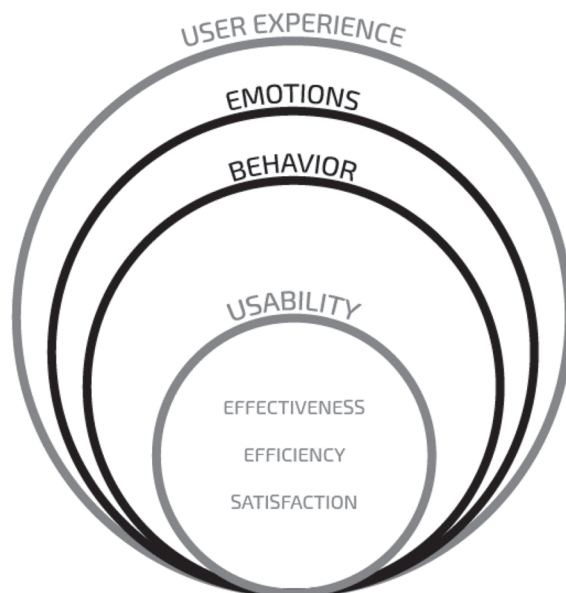 USER EXPERIENCE
EMOTIONS
BEHAVIOR
USABILITY
EFFECTIVENESS
EFFICIENCY
SATISFACTION